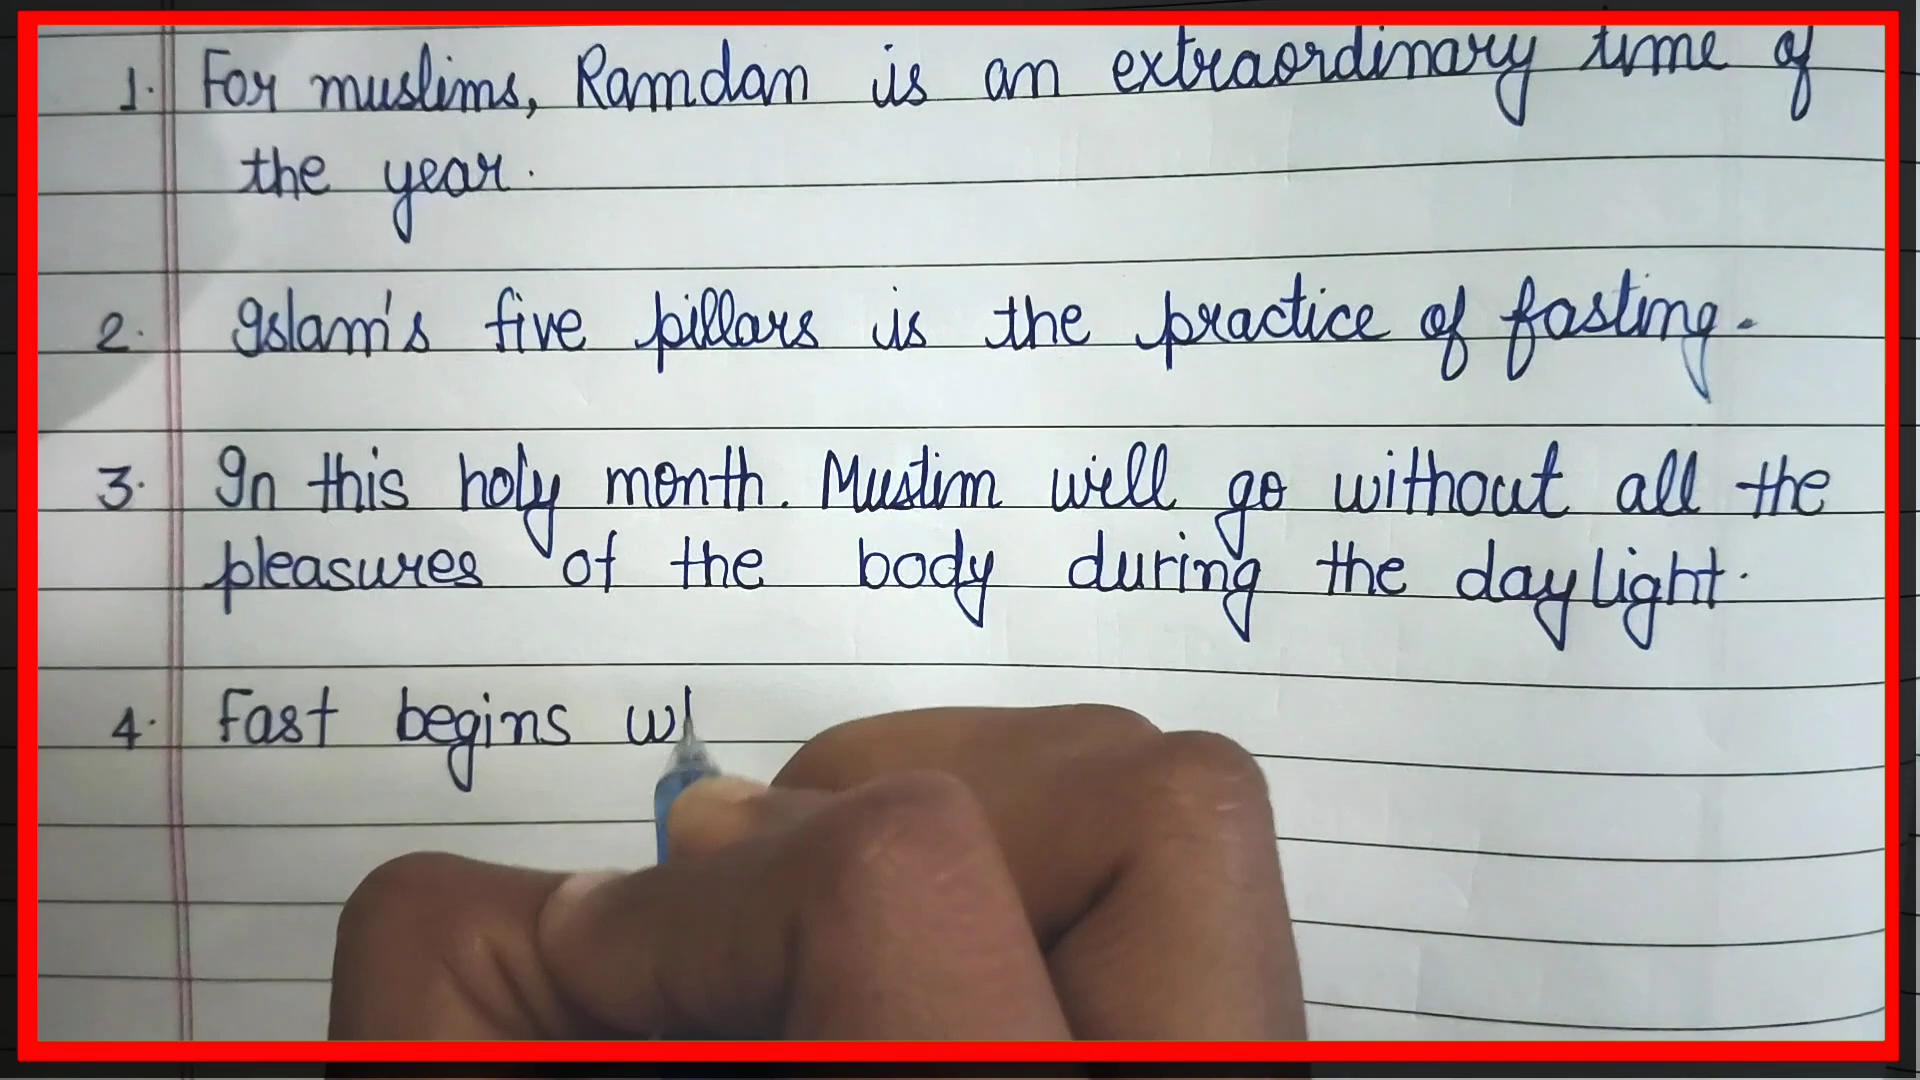 1. For muslims, Ramdan is an extraordinary time of
the year.
2. Islam's five pillars is the practice of fasting.
3. In this holy month. Muslim will go without all the
pleasures of the body during the daylight.
4. Fast begins